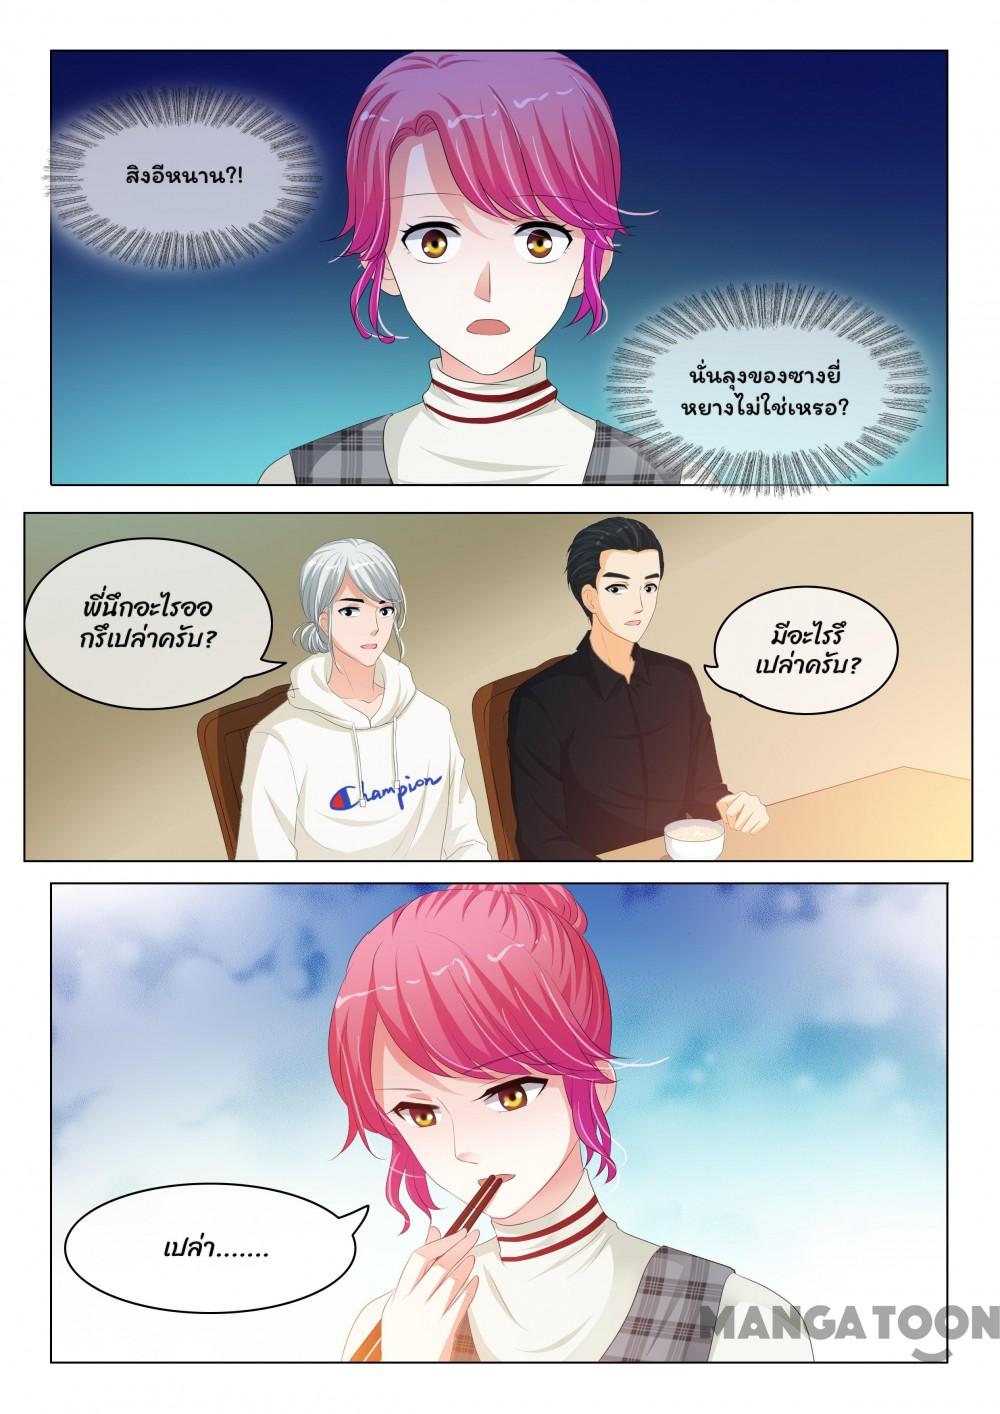 สิงอีหนาน?!
นั่นลุงของซางยี่
หยางไม่ใช่เหรอ?
พี่นึกอะไรออ
กรึเปล่าครับ?
มีอะไรรึ
เปล่าครับ?
Champion
เปล่า.......
MANGATOON